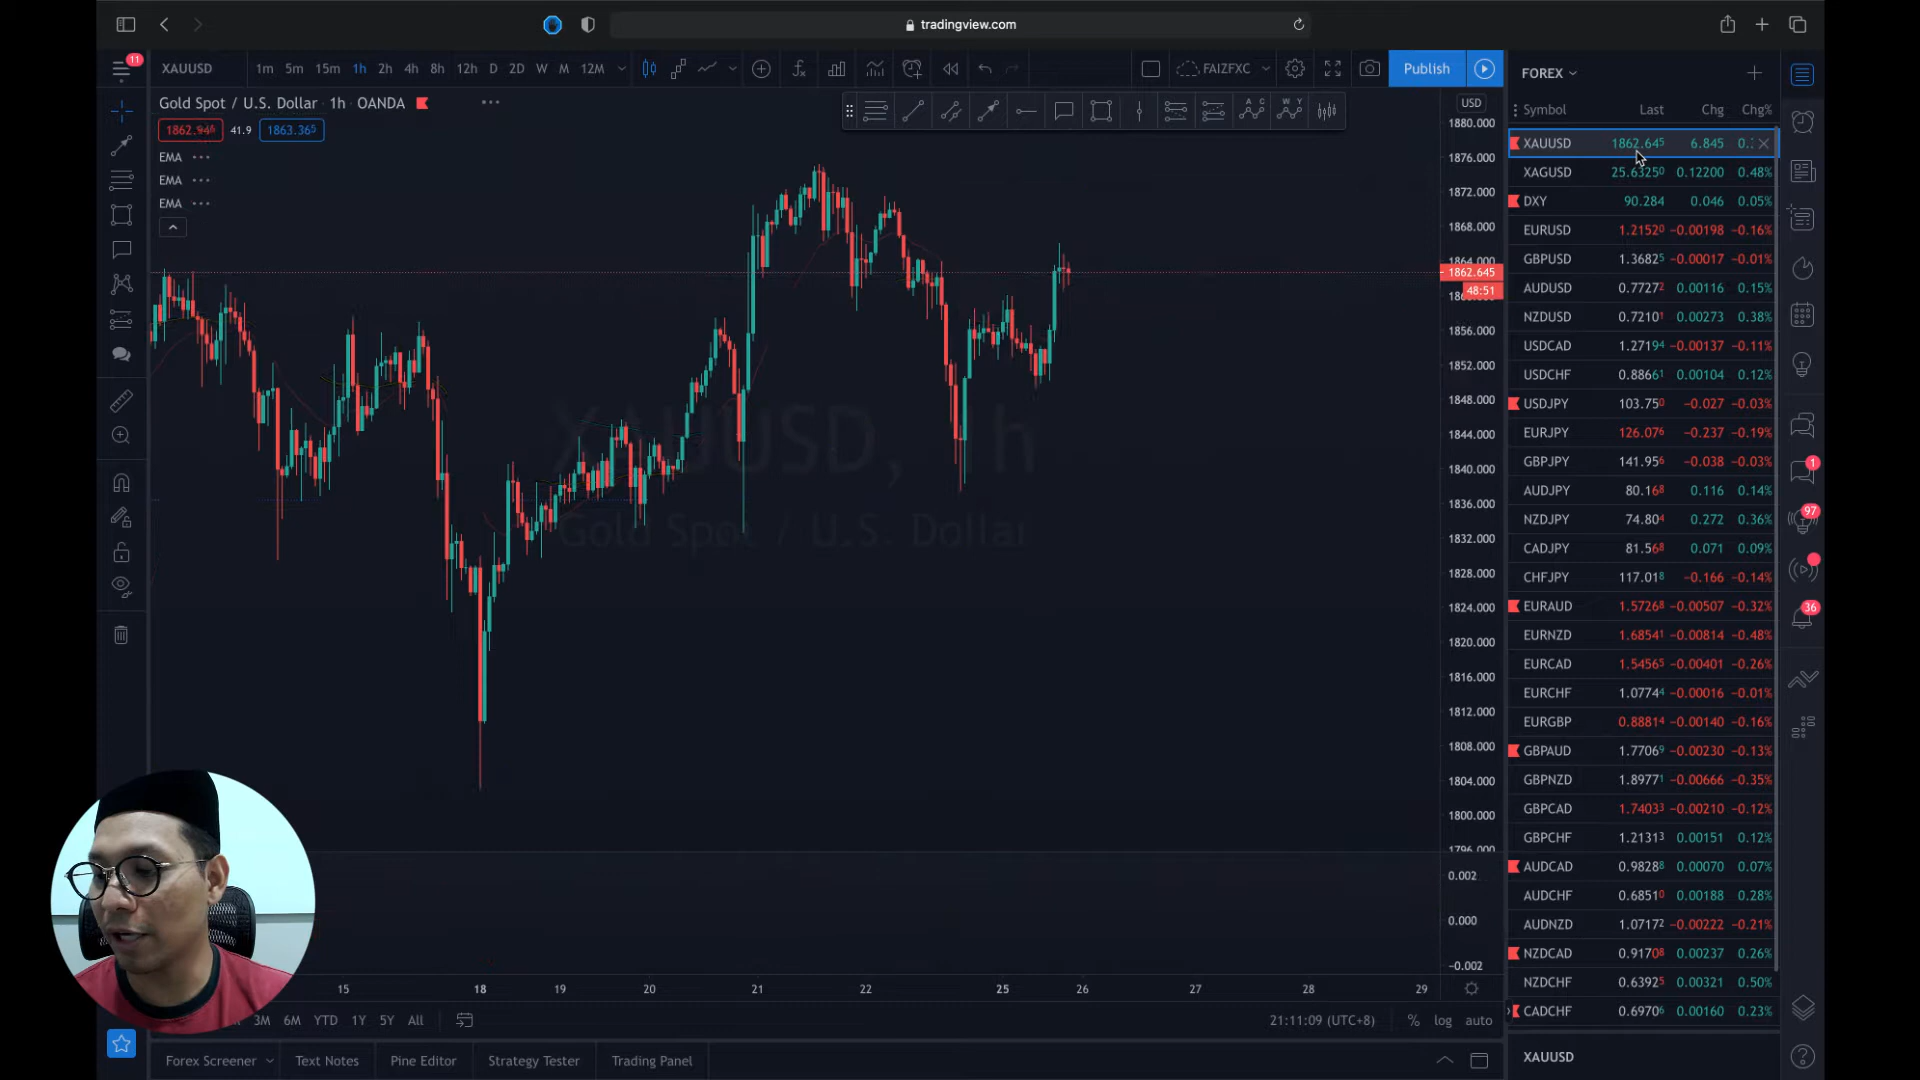 tradingview.com
11
XAUUSD 1m 5m 15m 1h 2h 4h 8h 12h D 2D W M 12M FAIZFXC Publish
Gold Spot / U.S. Dollar 1h OANDA
1862.946 41.9 1863.365
EMA
EMA
EMA
XAUUSD, 1h
Gold Spot / U.S. Dollar
USD
1880.000
1876.000
1872.000
1868.000
1864.000
1862.645
48:51
1856.000
1852.000
1848.000
1844.000
1840.000
1836.000
1832.000
1828.000
1824.000
1820.000
1816.000
1812.000
1808.000
1804.000
1800.000
1796.000
0.002
0.000
−0.002
15 18 19 20 21 22 25 26 27 28 29
3M 6M YTD 1Y 5Y All
21:11:09 (UTC+8) % log auto
Forex Screener Text Notes Pine Editor Strategy Tester Trading Panel
FOREX
Symbol Last Chg Chg%
XAUUSD 1862.645 6.845
XAGUSD 25.63250 0.12200 0.48%
DXY 90.284 0.046 0.05%
EURUSD 1.21520 −0.00198 −0.16%
GBPUSD 1.36825 −0.00017 −0.01%
AUDUSD 0.77272 0.00116 0.15%
NZDUSD 0.72101 0.00273 0.38%
USDCAD 1.27194 −0.00137 −0.11%
USDCHF 0.88661 0.00104 0.12%
USDJPY 103.750 −0.027 −0.03%
EURJPY 126.076 −0.237 −0.19%
GBPJPY 141.956 −0.038 −0.03%
AUDJPY 80.168 0.116 0.14%
NZDJPY 74.804 0.272 0.36%
CADJPY 81.568 0.071 0.09%
CHFJPY 117.018 −0.166 −0.14%
EURAUD 1.57268 −0.00507 −0.32%
EURNZD 1.68541 −0.00814 −0.48%
EURCAD 1.54565 −0.00401 −0.26%
EURCHF 1.07744 −0.00016 −0.01%
EURGBP 0.88814 −0.00140 −0.16%
GBPAUD 1.77069 −0.00230 −0.13%
GBPNZD 1.89771 −0.00666 −0.35%
GBPCAD 1.74033 −0.00210 −0.12%
GBPCHF 1.21313 0.00151 0.12%
AUDCAD 0.98288 0.00070 0.07%
AUDCHF 0.68510 0.00188 0.28%
AUDNZD 1.07172 −0.00222 −0.21%
NZDCAD 0.91708 0.00237 0.26%
NZDCHF 0.63925 0.00321 0.50%
CADCHF 0.69706 0.00160 0.23%
XAUUSD
1
97
36